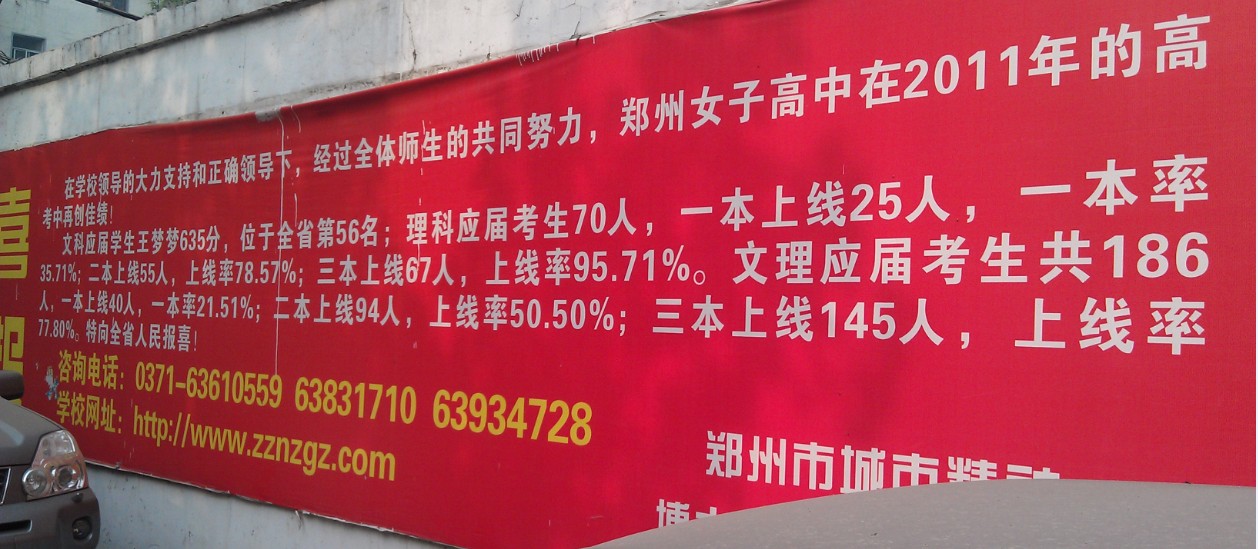 喜
在学校领导的大力支持和正确领导下，经过全体师生的共同努力，郑州女子高中在2011年的高
考中再创佳绩！
文科应届学生王梦梦635分，位于全省第56名；理科应届考生70人，一本上线25人，一本率
35.71%；二本上线55人，上线率78.57%；三本上线67人，上线率95.71%。文理应届考生共186
人，一本上线40人，一本率21.51%；二本上线94人，上线率50.50%；三本上线145人，上线率
77.80%。特向全省人民报喜！
咨询电话：0371-63610559 63831710 63934728
学校网址：http://www.zznzgz.com
郑州市城市精神
博